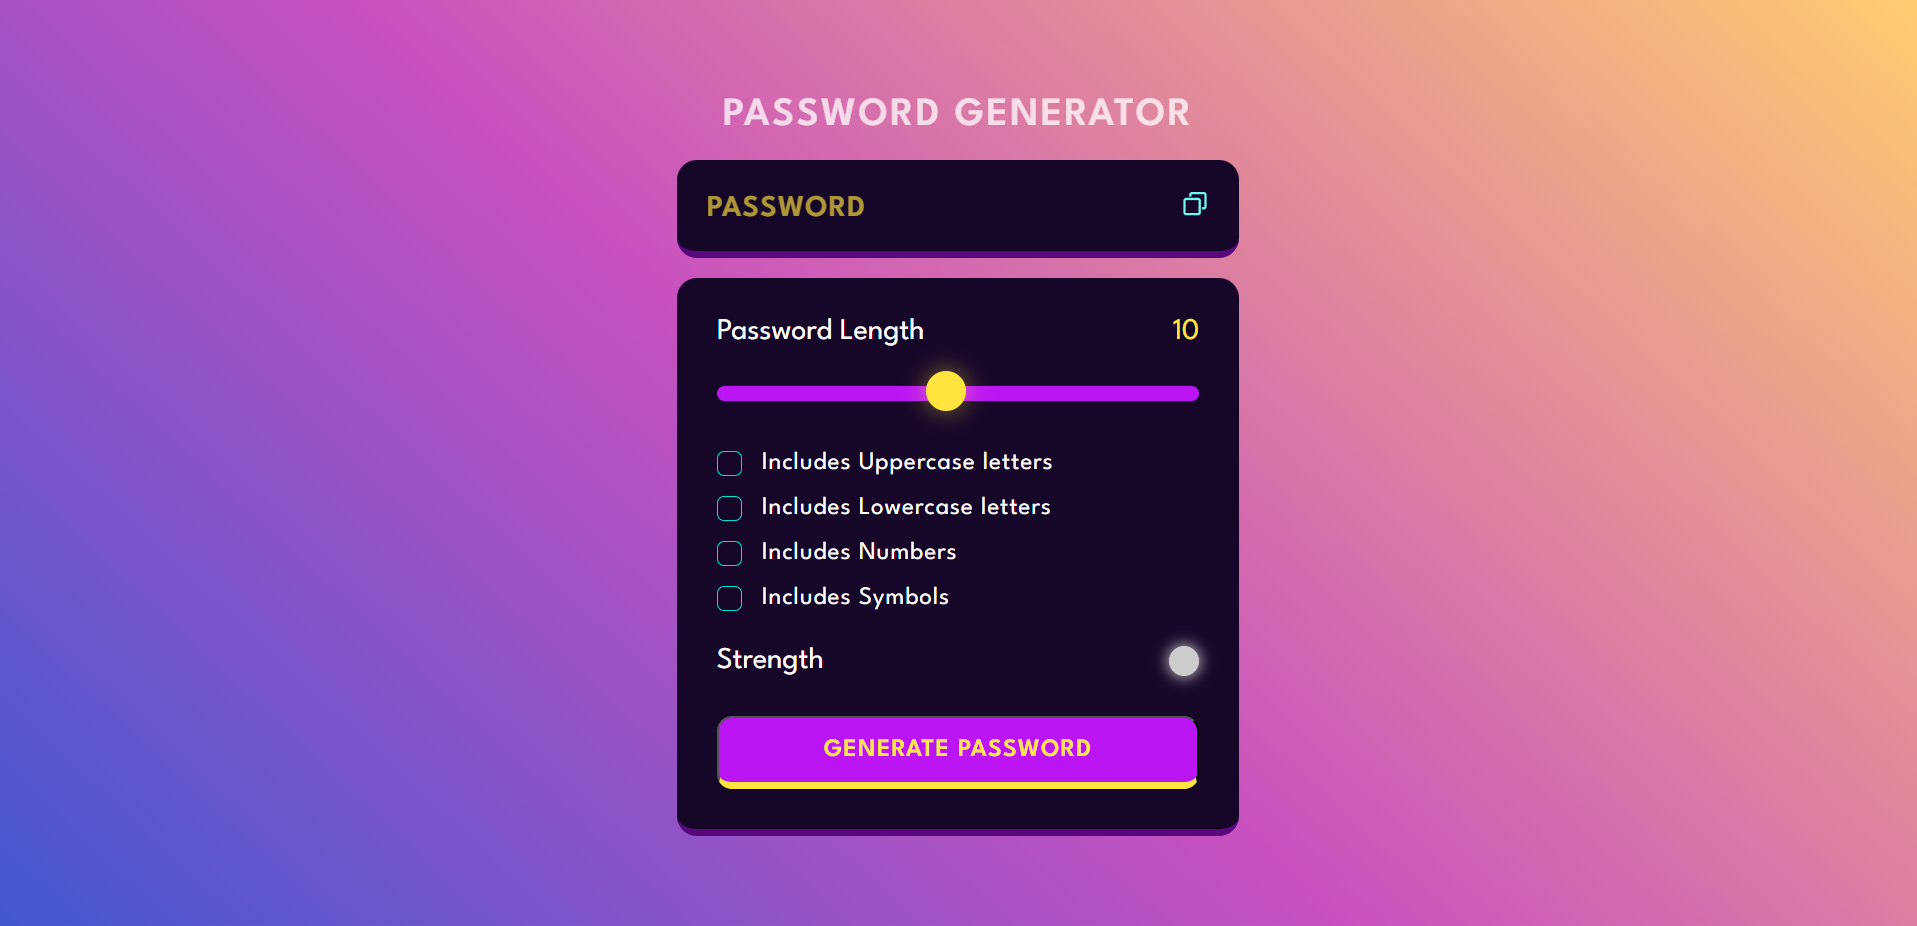 PASSWORD GENERATOR
PASSWORD
Password Length 10
Includes Uppercase letters
Includes Lowercase letters
Includes Numbers
Includes Symbols
Strength
GENERATE PASSWORD